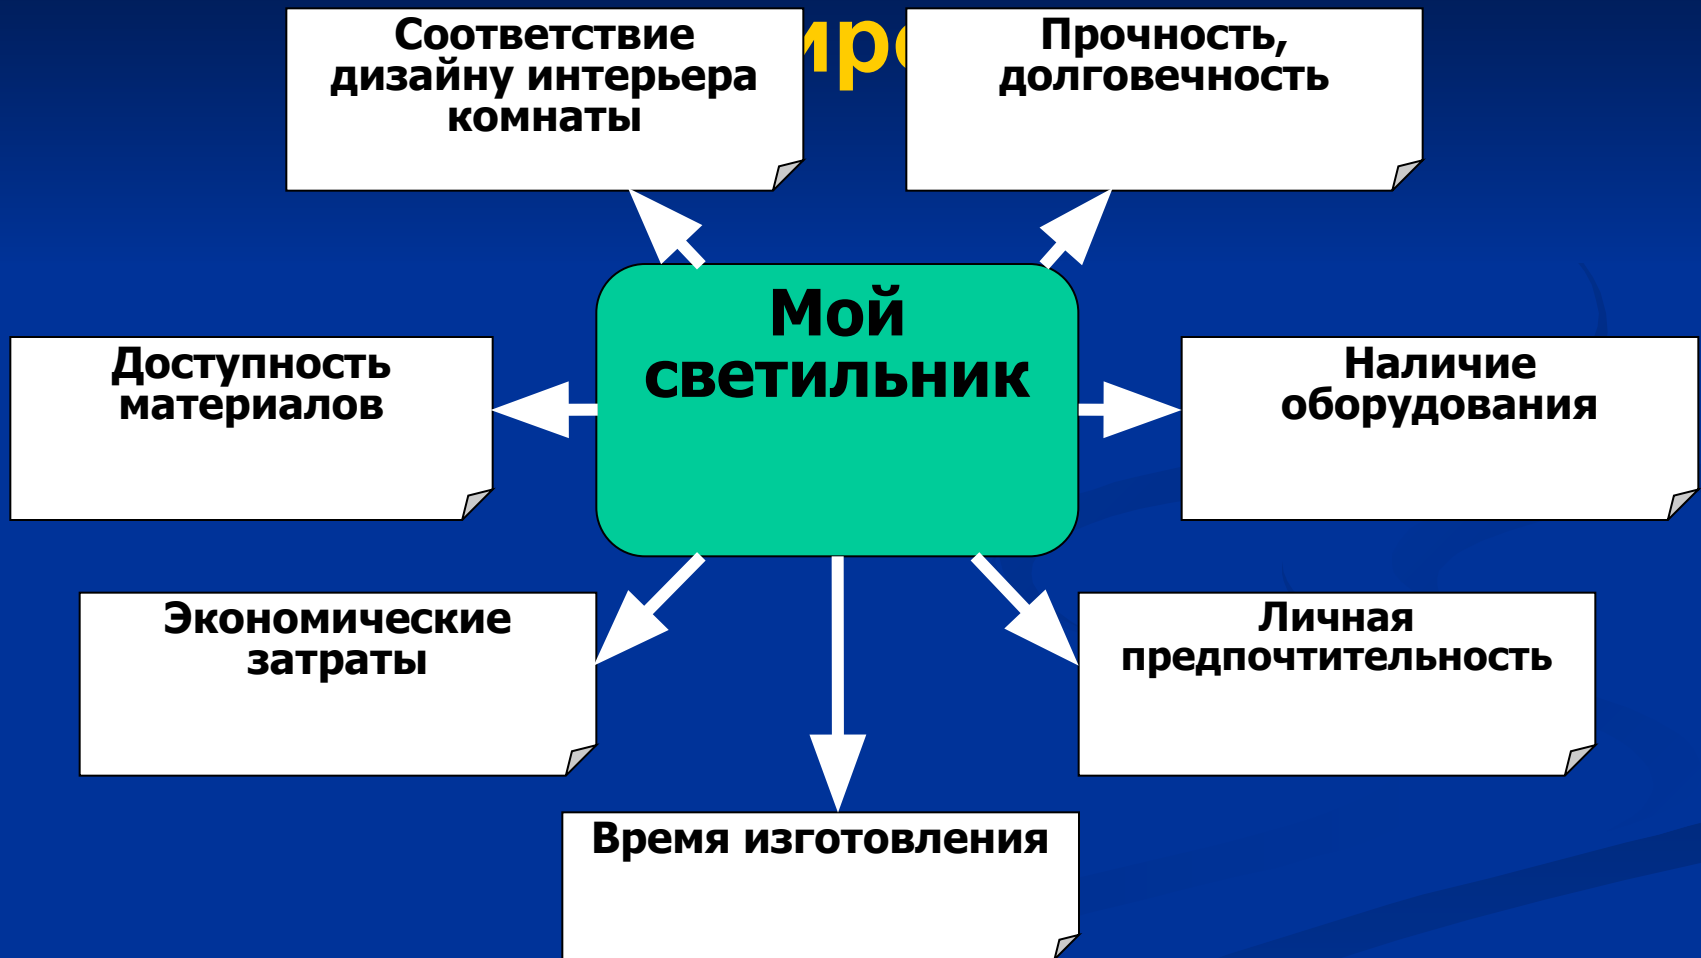 Соответствие
дизайну интерьера
комнаты
Прочность,
долговечность
Мой
светильник
Доступность
материалов
Наличие
оборудования
Экономические
затраты
Личная
предпочтительность
Время изготовления